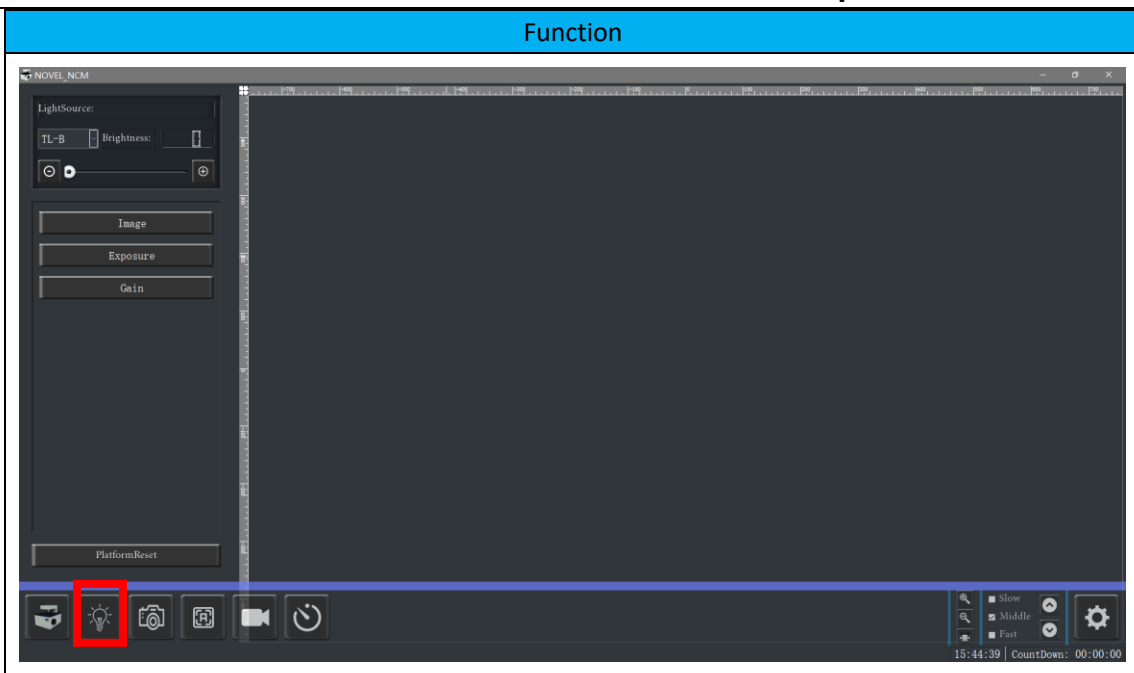 Function
NOVEL_NCM
LightSource:
TL-B Brightness:
Image
Exposure
Gain
PlatformReset
Slow
Middle
Fast
15:44:39 CountDown: 00:00:00